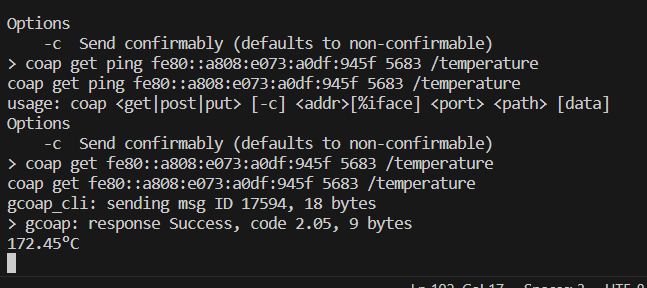 Options
    -c  Send confirmably (defaults to non-confirmable)
> coap get ping fe80::a808:e073:a0df:945f 5683 /temperature
coap get ping fe80::a808:e073:a0df:945f 5683 /temperature
usage: coap <get|post|put> [-c] <addr>[%iface] <port> <path> [data]
Options
    -c  Send confirmably (defaults to non-confirmable)
> coap get fe80::a808:e073:a0df:945f 5683 /temperature
coap get fe80::a808:e073:a0df:945f 5683 /temperature
gcoap_cli: sending msg ID 17594, 18 bytes
> gcoap: response Success, code 2.05, 9 bytes
172.45°C